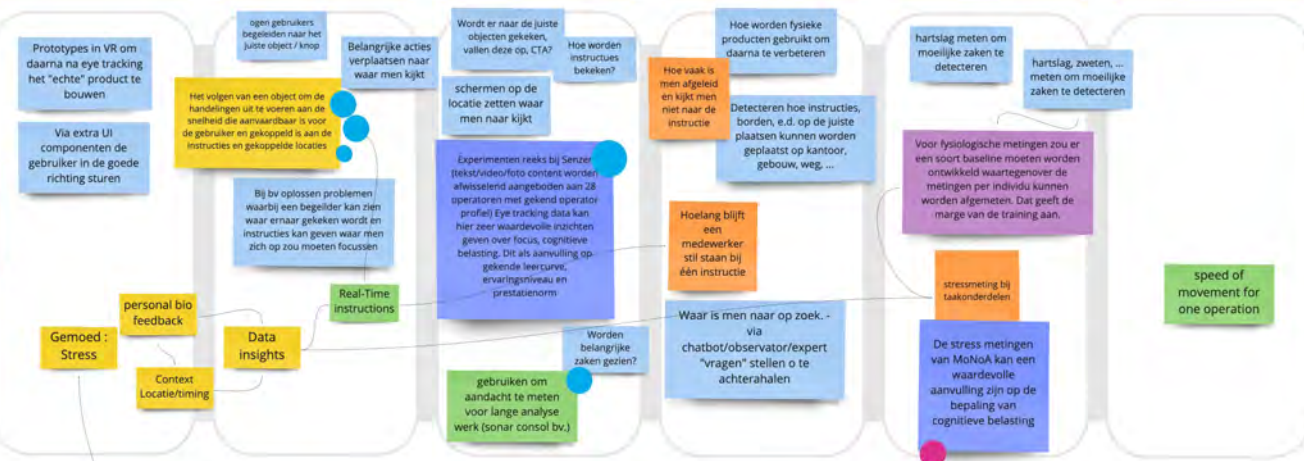 Prototypes in VR om
daarna na eye tracking
het "echte" product te
bouwen
Via extra UI
componenten de
gebruiker in de goede
richting sturen
ogen gebruikers
begeleiden naar het
juiste object / knop
Belangrijke acties
verplaatsen naar
waar men kijkt
Het volgen van een object om de
handelingen uit te voeren aan de
snelheid die aanvaardbaar is voor
de gebruiker en gekoppeld is aan de
instructies en gekoppelde locaties
Bij bv oplossen problemen
waarbij een begeilder kan zien
waar ernaar gekeken wordt en
instructies kan geven waar men
zich op zou moeten focussen
Real-Time
instructions
personal bio
feedback
Gemoed :
Stress
Data
insights
Context
Locatie/timing
Wordt er naar de juiste
objecten gekeken,
vallen deze op, CTA?
Hoe worden
instructues
bekeken?
schermen op de
locatie zetten waar
men naar kijkt
Experimenten reeks bij Senzer
(tekst/video/foto content worden
afwisselend aangeboden aan 28
operatoren met gekend operator
profiel) Eye tracking data kan
hier zeer waardevolle inzichten
geven over focus, cognitieve
belasting. Dit als aanvulling op
gekende leercurve,
ervaringsniveau en
prestatienorm
Worden
belangrijke
zaken gezien?
gebruiken om
aandacht te meten
voor lange analyse
werk (sonar consol bv.)
Hoe worden fysieke
producten gebruikt om
daarna te verbeteren
Hoe vaak is
men afgeleid
en kijkt men
niet naar de
instructie
Detecteren hoe instructies,
borden, e.d. op de juiste
plaatsen kunnen worden
geplaatst op kantoor,
gebouw, weg, ...
Hoelang blijft
een
medewerker
stil staan bij
één instructie
Waar is men naar op zoek. -
via
chatbot/observator/expert
"vragen" stellen o te
achterahalen
hartslag meten om
moeilijke zaken te
detecteren
hartslag, zweten, ...
meten om moeilijke
zaken te detecteren
Voor fysiologische metingen zou er
een soort baseline moeten worden
ontwikkeld waartegenover de
metingen per individu kunnen
worden afgemeten. Dat geeft de
marge van de training aan.
stressmeting bij
taakonderdelen
De stress metingen
van MoNoA kan een
waardevolle
aanvulling zijn op de
bepaling van
cognitieve belasting
speed of
movement for
one operation